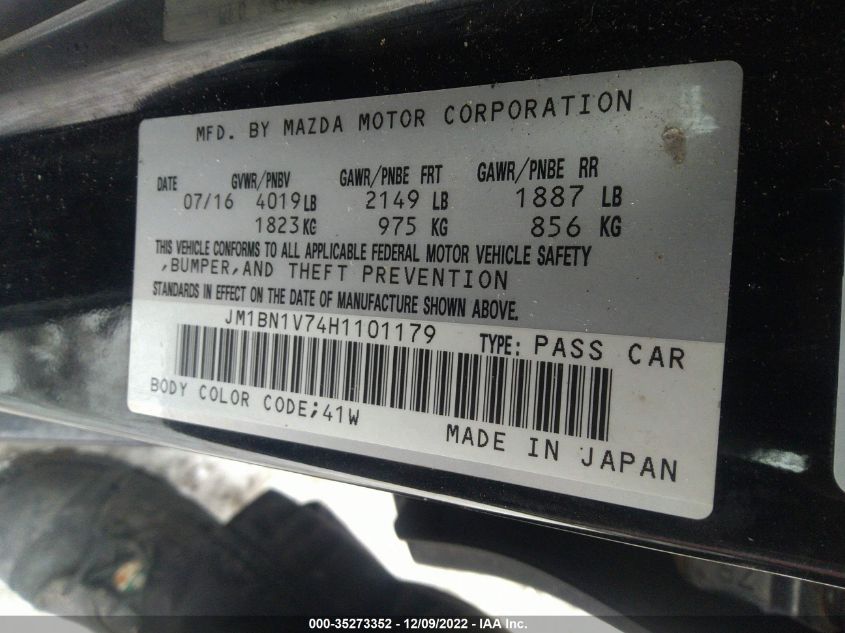 MFD. BY MAZDA MOTOR CORPORATION
DATE GVWR/PNBV GAWR/PNBE FRT GAWR/PNBE RR
07/16 4019LB 2149 LB 1887 LB
1823KG 975 KG 856 KG
THIS VEHICLE CONFORMS TO ALL APPLICABLE FEDERAL MOTOR VEHICLE SAFETY
,BUMPER,AND THEFT PREVENTION
STANDARDS IN EFFECT ON THE DATE OF MANUFACTURE SHOWN ABOVE.
JM1BN1V74H1101179 TYPE: PASS CAR
BODY COLOR CODE;41W
MADE IN JAPAN
000-35273352 - 12/09/2022 - IAA Inc.